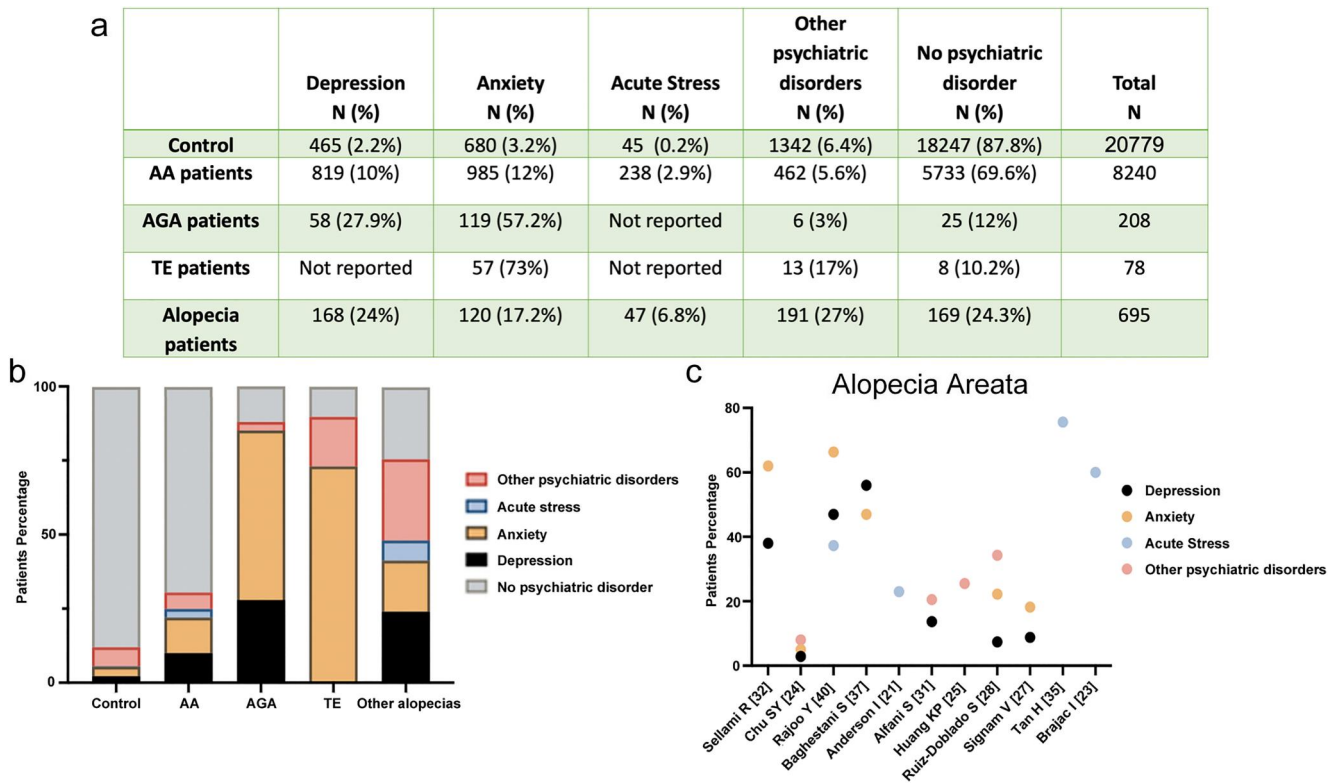 a
Depression
N (%)
Anxiety
N (%)
Acute Stress
N (%)
Other
psychiatric
disorders
N (%)
No psychiatric
disorder
N (%)
Total
N
Control 465 (2.2%) 680 (3.2%) 45 (0.2%) 1342 (6.4%) 18247 (87.8%) 20779
AA patients 819 (10%) 985 (12%) 238 (2.9%) 462 (5.6%) 5733 (69.6%) 8240
AGA patients 58 (27.9%) 119 (57.2%) Not reported 6 (3%) 25 (12%) 208
TE patients Not reported 57 (73%) Not reported 13 (17%) 8 (10.2%) 78
Alopecia
patients
168 (24%) 120 (17.2%) 47 (6.8%) 191 (27%) 169 (24.3%) 695
b
Patients Percentage
100
50
0
Control AA AGA TE Other alopecias
Other psychiatric disorders
Acute stress
Anxiety
Depression
No psychiatric disorder
c
Alopecia Areata
Patients Percentage
80
60
40
20
0
Sellami R [32]
Chu SY [24]
Rajoo Y [40]
Baghestani S [37]
Anderson I [21]
Alfani S [31]
Huang KP [25]
Ruiz-Doblado S [28]
Signam V [27]
Tan H [35]
Brajac I [23]
Depression
Anxiety
Acute Stress
Other psychiatric disorders